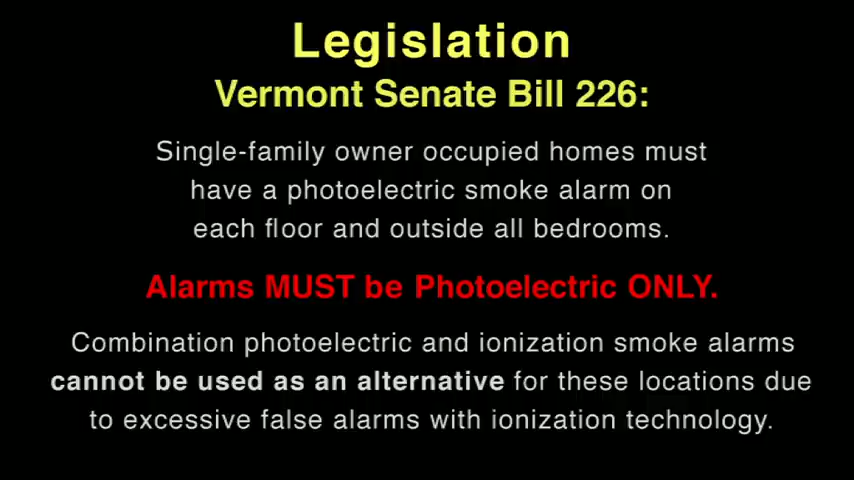 Legislation
Vermont Senate Bill 226:
Single-family owner occupied homes must
have a photoelectric smoke alarm on
each floor and outside all bedrooms.
Alarms MUST be Photoelectric ONLY.
Combination photoelectric and ionization smoke alarms
cannot be used as an alternative for these locations due
to excessive false alarms with ionization technology.